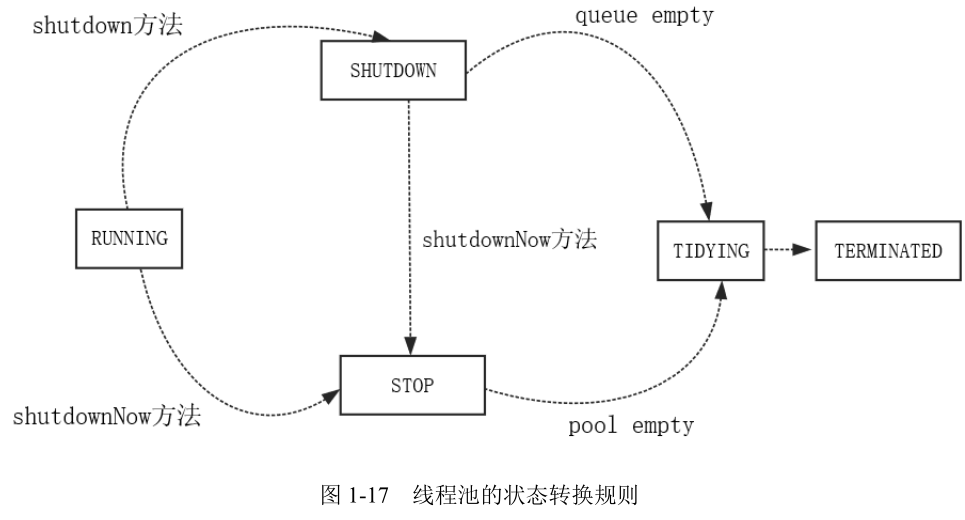 shutdown方法
queue empty
SHUTDOWN
RUNNING
shutdownNow方法
TIDYING
TERMINATED
STOP
shutdownNow方法
pool empty
图 1-17 线程池的状态转换规则